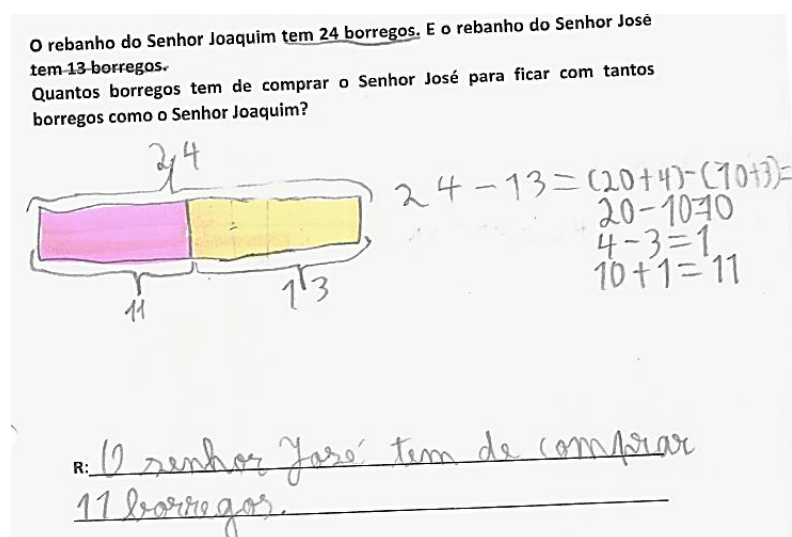 O rebanho do Senhor Joaquim tem 24 borregos. E o rebanho do Senhor José
tem 13 borregos.
Quantos borregos tem de comprar o Senhor José para ficar com tantos
borregos como o Senhor Joaquim?
24
24-13=(20+4)-(10+3)=
20-10=10
4-3=1
10+1=11
11
13
R: O senhor José tem de comprar
11 borregos.